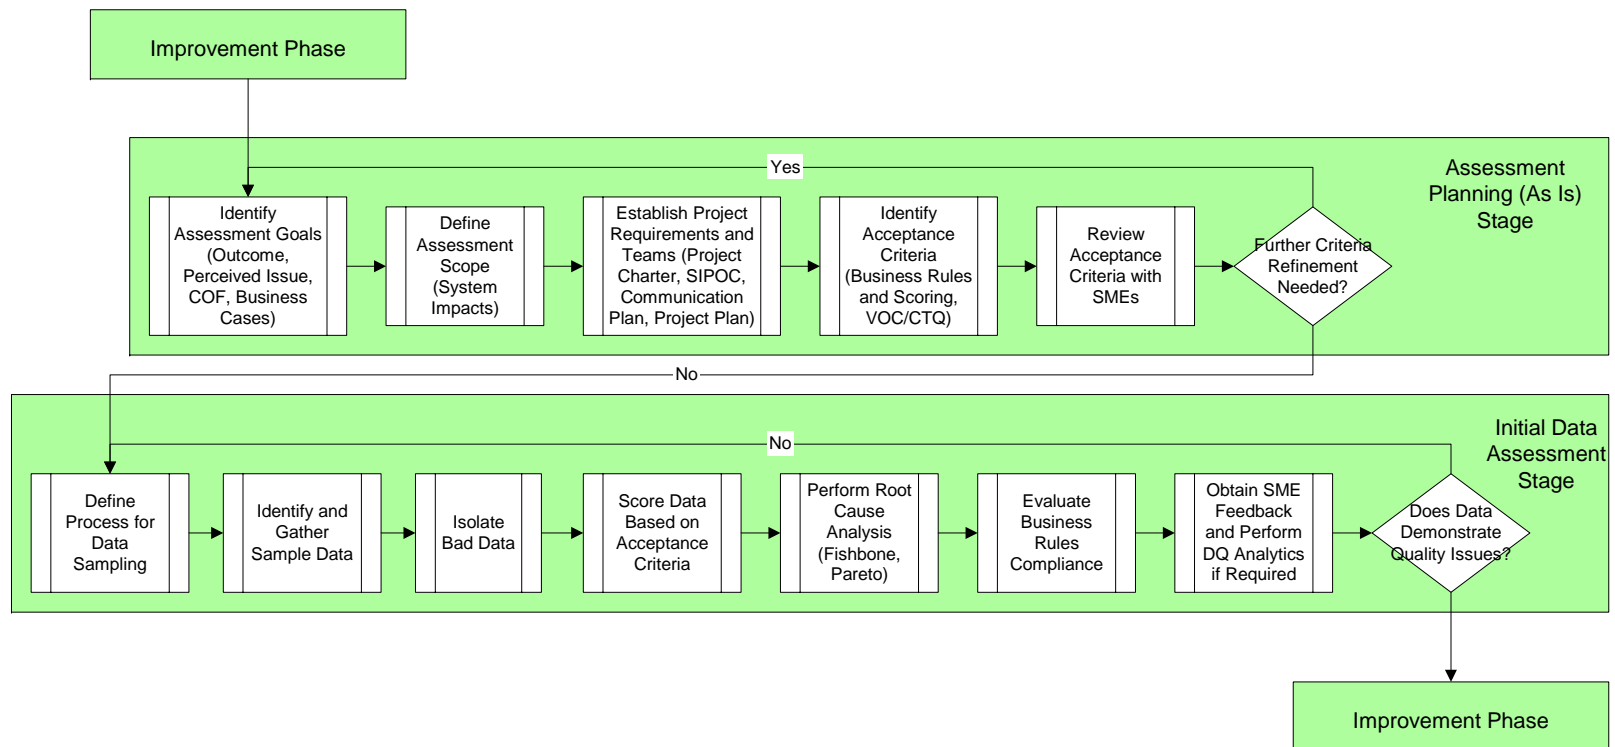 Improvement Phase
Yes
Assessment
Planning (As Is)
Stage
Identify
Assessment Goals
(Outcome,
Perceived Issue,
COF, Business
Cases)
Define
Assessment
Scope
(System
Impacts)
Establish Project
Requirements and
Teams (Project
Charter, SIPOC,
Communication
Plan, Project Plan)
Identify
Acceptance
Criteria
(Business Rules
and Scoring,
VOC/CTQ)
Review
Acceptance
Criteria with
SMEs
Further Criteria
Refinement
Needed?
No
No
Initial Data
Assessment
Stage
Define
Process for
Data
Sampling
Identify and
Gather
Sample Data
Isolate
Bad Data
Score Data
Based on
Acceptance
Criteria
Perform Root
Cause
Analysis
(Fishbone,
Pareto)
Evaluate
Business
Rules
Compliance
Obtain SME
Feedback
and Perform
DQ Analytics
if Required
Does Data
Demonstrate
Quality Issues?
Improvement Phase